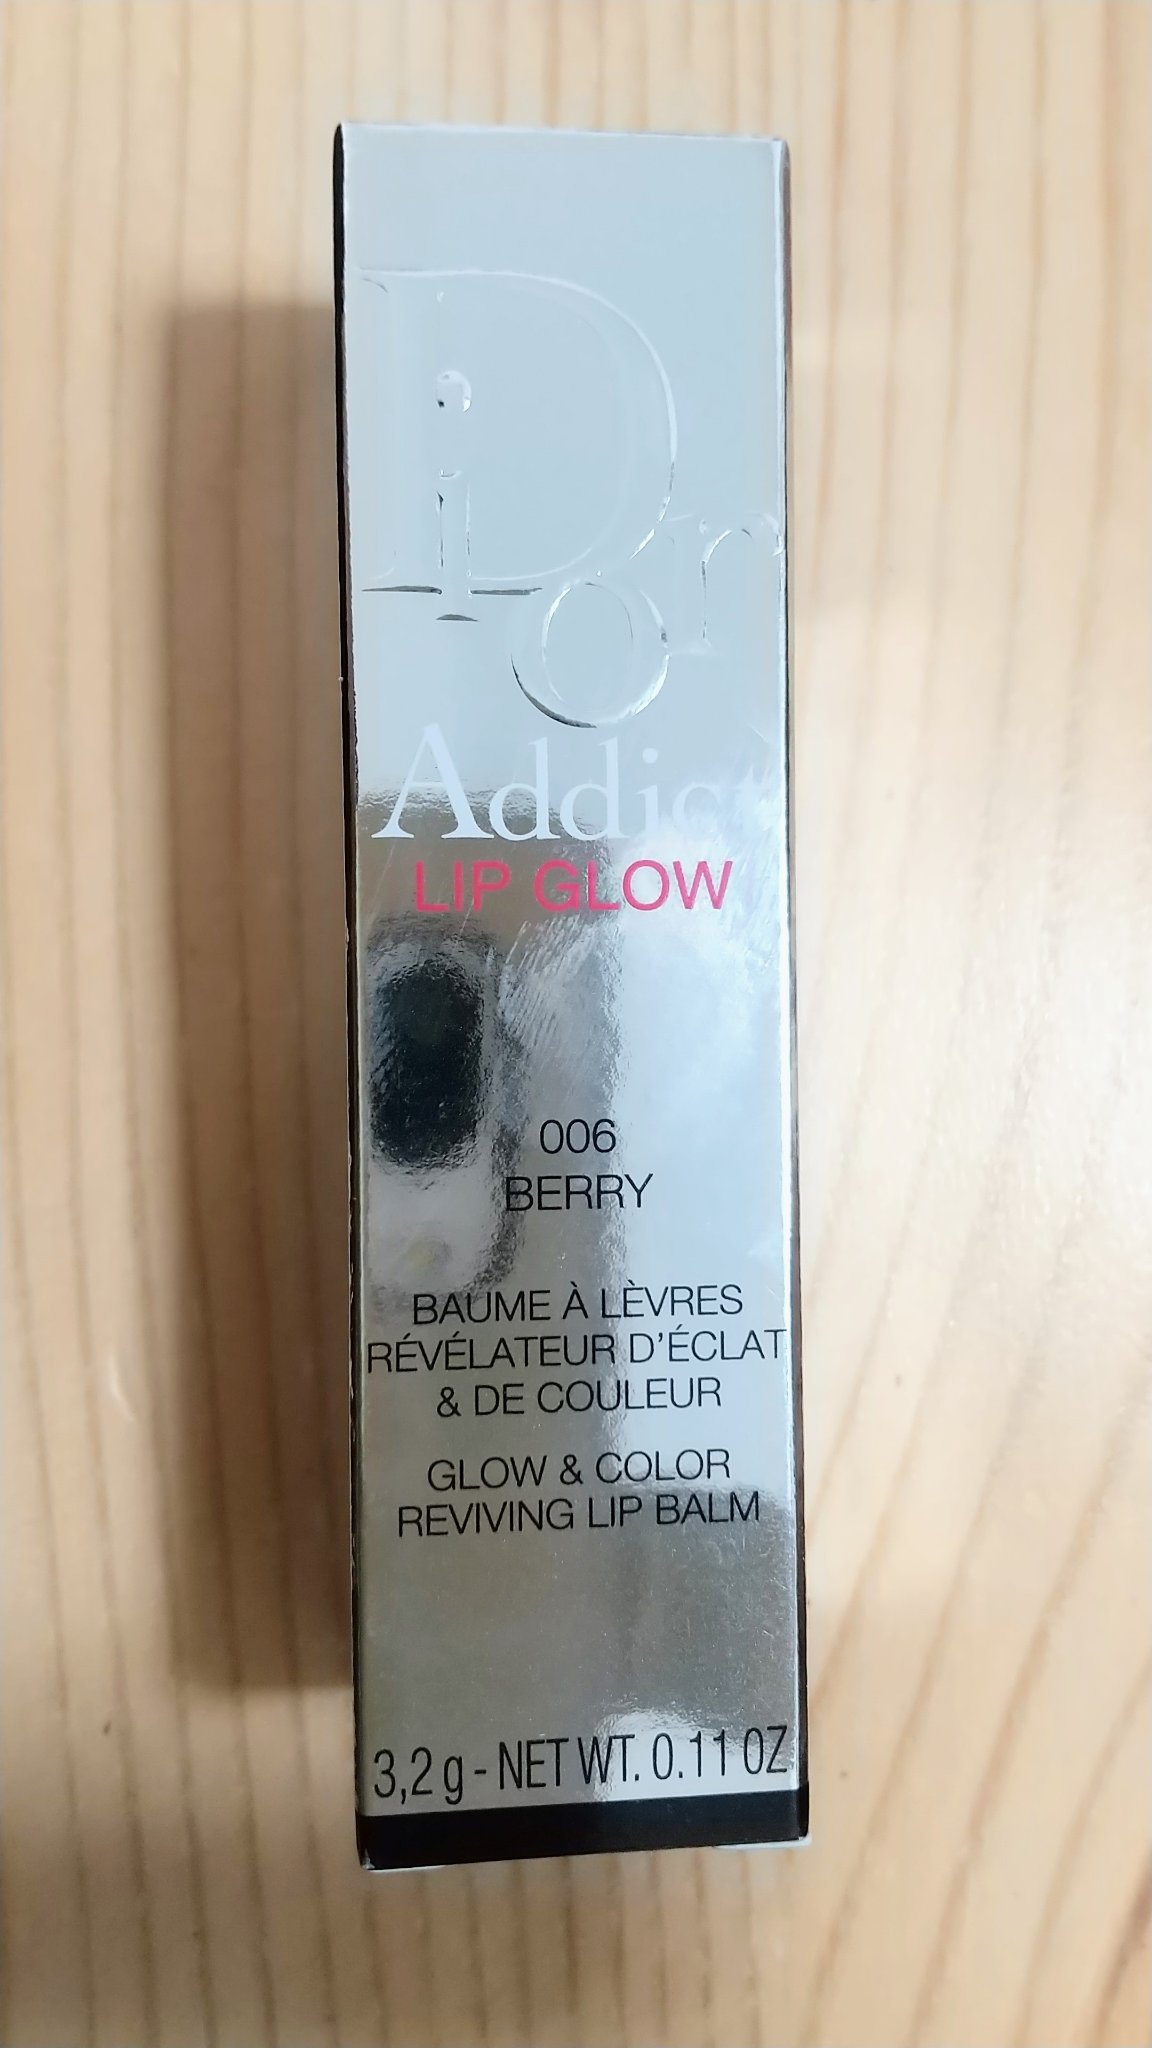 Dior
Addict
LIP GLOW
006
BERRY
BAUME À LÈVRES
RÉVÉLATEUR D'ÉCLAT
& DE COULEUR
GLOW & COLOR
REVIVING LIP BALM
3,2 g - NET WT. 0.11 OZ